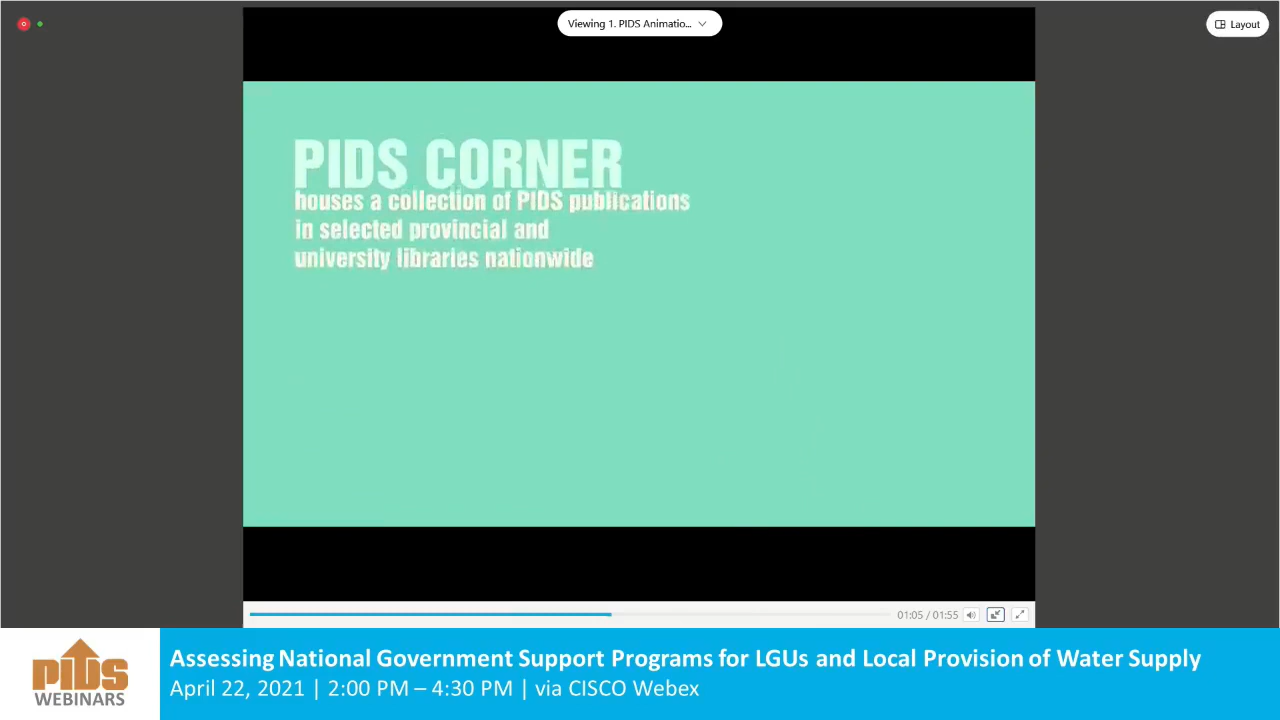 Viewing 1. PIDS Animatio...
Layout
PIDS CORNER
houses a collection of PIDS publications
in selected provincial and
university libraries nationwide
01:05 / 01:55
PIDS
WEBINARS
Assessing National Government Support Programs for LGUs and Local Provision of Water Supply
April 22, 2021 | 2:00 PM – 4:30 PM | via CISCO Webex